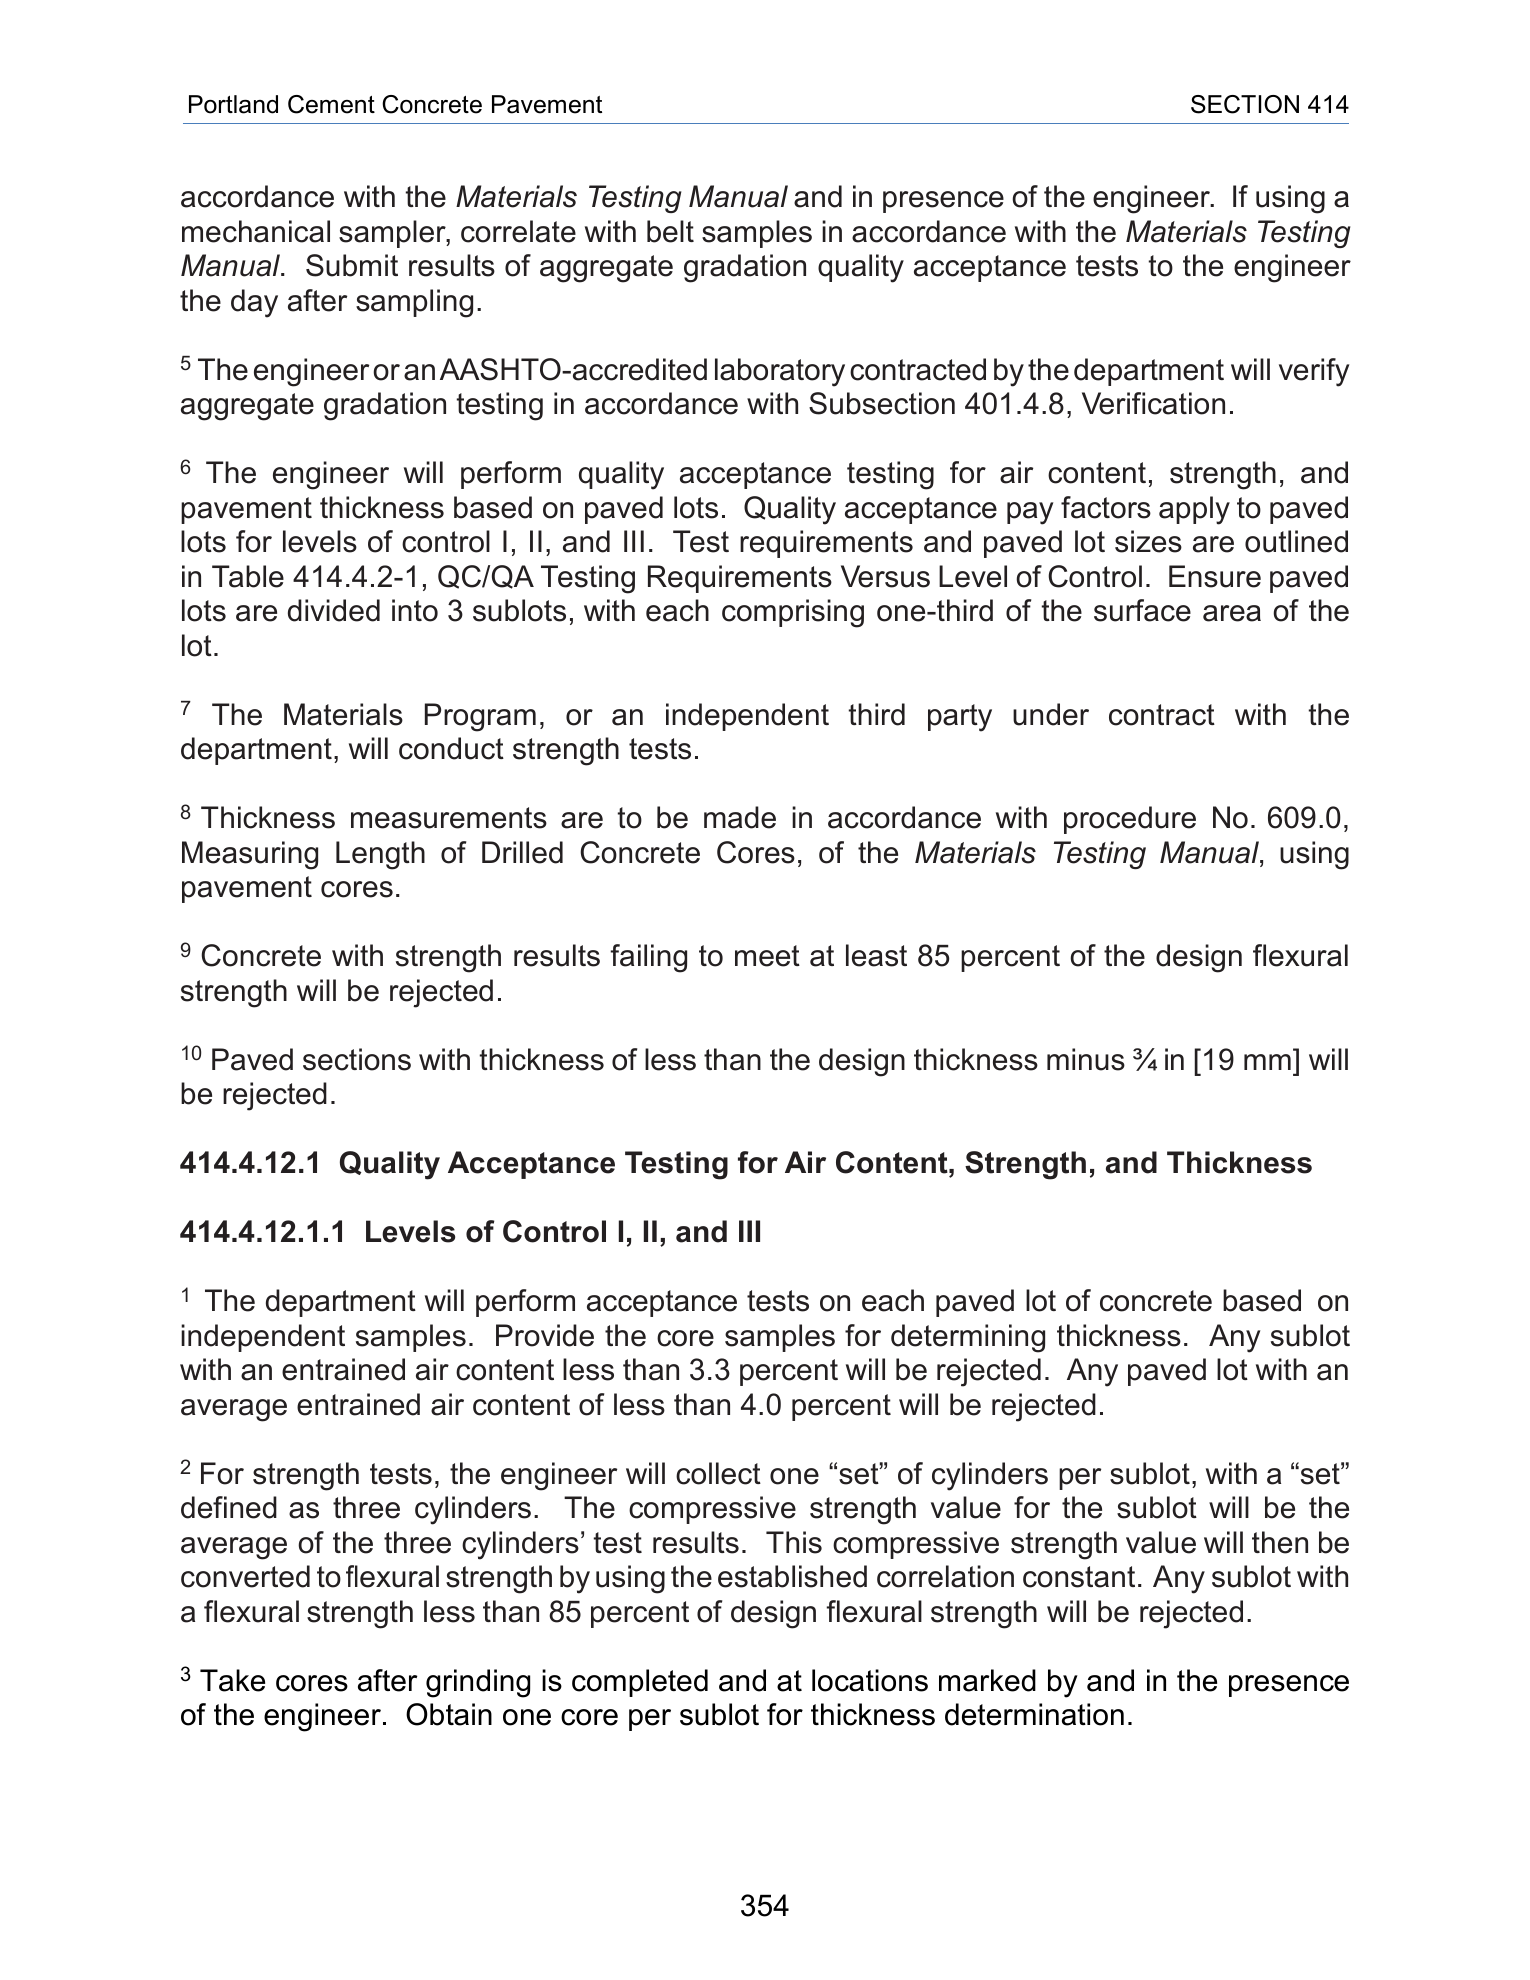 Portland Cement Concrete Pavement SECTION 414
accordance with the Materials Testing Manual and in presence of the engineer.  If using a
mechanical sampler, correlate with belt samples in accordance with the Materials Testing
Manual.  Submit results of aggregate gradation quality acceptance tests to the engineer
the day after sampling.
5 The engineer or an AASHTO-accredited laboratory contracted by the department will verify
aggregate gradation testing in accordance with Subsection 401.4.8, Verification.
6 The engineer will perform quality acceptance testing for air content, strength, and
pavement thickness based on paved lots.  Quality acceptance pay factors apply to paved
lots for levels of control I, II, and III.  Test requirements and paved lot sizes are outlined
in Table 414.4.2-1, QC/QA Testing Requirements Versus Level of Control.  Ensure paved
lots are divided into 3 sublots, with each comprising one-third of the surface area of the
lot.
7 The Materials Program, or an independent third party under contract with the
department, will conduct strength tests.
8 Thickness measurements are to be made in accordance with procedure No. 609.0,
Measuring Length of Drilled Concrete Cores, of the Materials Testing Manual, using
pavement cores.
9 Concrete with strength results failing to meet at least 85 percent of the design flexural
strength will be rejected.
10 Paved sections with thickness of less than the design thickness minus ¾ in [19 mm] will
be rejected.
414.4.12.1  Quality Acceptance Testing for Air Content, Strength, and Thickness
414.4.12.1.1  Levels of Control I, II, and III
1 The department will perform acceptance tests on each paved lot of concrete based on
independent samples.  Provide the core samples for determining thickness.  Any sublot
with an entrained air content less than 3.3 percent will be rejected.  Any paved lot with an
average entrained air content of less than 4.0 percent will be rejected.
2 For strength tests, the engineer will collect one “set” of cylinders per sublot, with a “set”
defined as three cylinders.  The compressive strength value for the sublot will be the
average of the three cylinders’ test results.  This compressive strength value will then be
converted to flexural strength by using the established correlation constant. Any sublot with
a flexural strength less than 85 percent of design flexural strength will be rejected.
3 Take cores after grinding is completed and at locations marked by and in the presence
of the engineer.  Obtain one core per sublot for thickness determination.
354